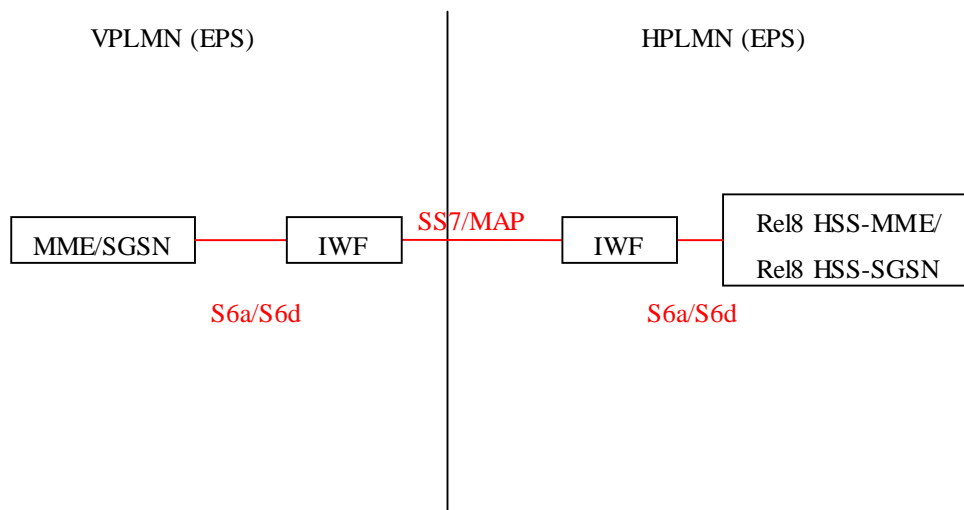 VPLMN (EPS)
HPLMN (EPS)
MME/SGSN
IWF
SS7/MAP
IWF
Rel8 HSS-MME/
Rel8 HSS-SGSN
S6a/S6d
S6a/S6d